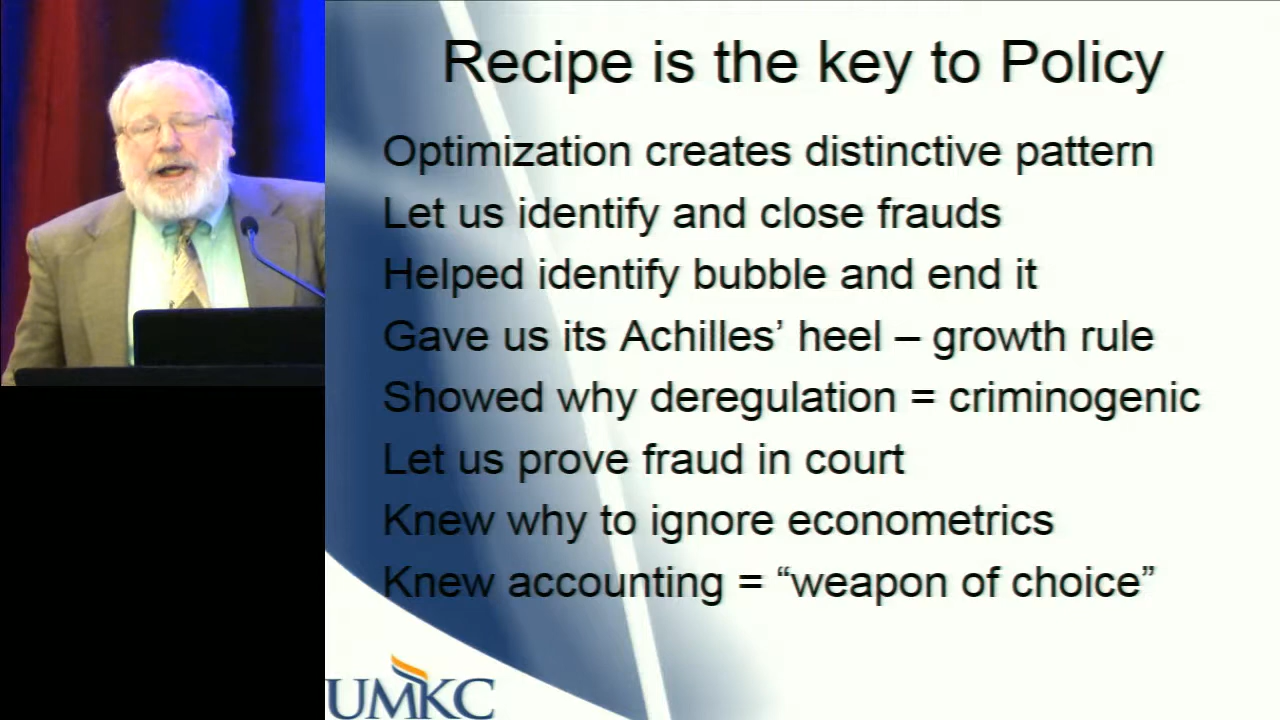 Recipe is the key to Policy
Optimization creates distinctive pattern
Let us identify and close frauds
Helped identify bubble and end it
Gave us its Achilles’ heel – growth rule
Showed why deregulation = criminogenic
Let us prove fraud in court
Knew why to ignore econometrics
Knew accounting = “weapon of choice”
UMKC